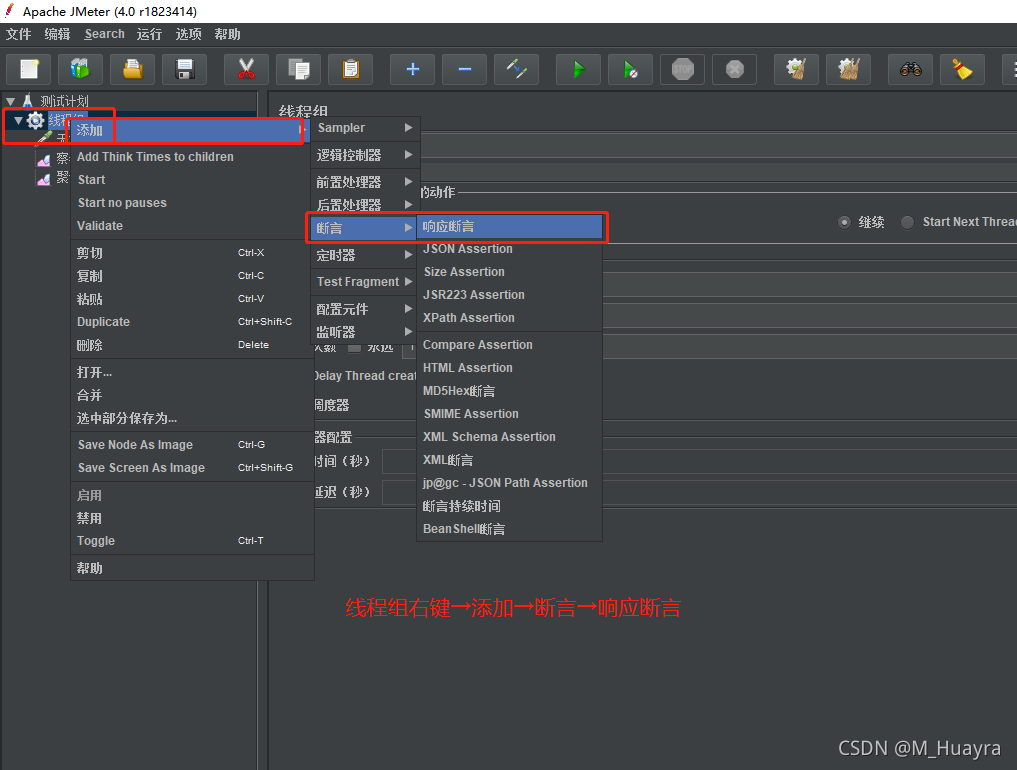 Apache JMeter (4.0 r1823414)
文件 编辑 Search 运行 选项 帮助
STOP
测试计划
线程组
线程组
添加
Add Think Times to children
Start
Start no pauses
Validate
剪切 Ctrl-X
复制 Ctrl-C
粘贴 Ctrl-V
Duplicate Ctrl+Shift-C
删除 Delete
打开...
合并
选中部分保存为...
Save Node As Image Ctrl-G
Save Screen As Image Ctrl+Shift-G
启用
禁用
Toggle Ctrl-T
帮助
察
聚
Sampler
逻辑控制器
前置处理器
后置处理器
断言
定时器
Test Fragment
配置元件
监听器
响应断言
JSON Assertion
Size Assertion
JSR223 Assertion
XPath Assertion
Compare Assertion
HTML Assertion
MD5Hex断言
SMIME Assertion
XML Schema Assertion
XML断言
jp@gc - JSON Path Assertion
断言持续时间
BeanShell断言
的动作
继续 Start Next Threa
次数 永远 1
Delay Thread creat
调度器
器配置
时间（秒）
延迟（秒）
线程组右键→添加→断言→响应断言
CSDN @M_Huayra